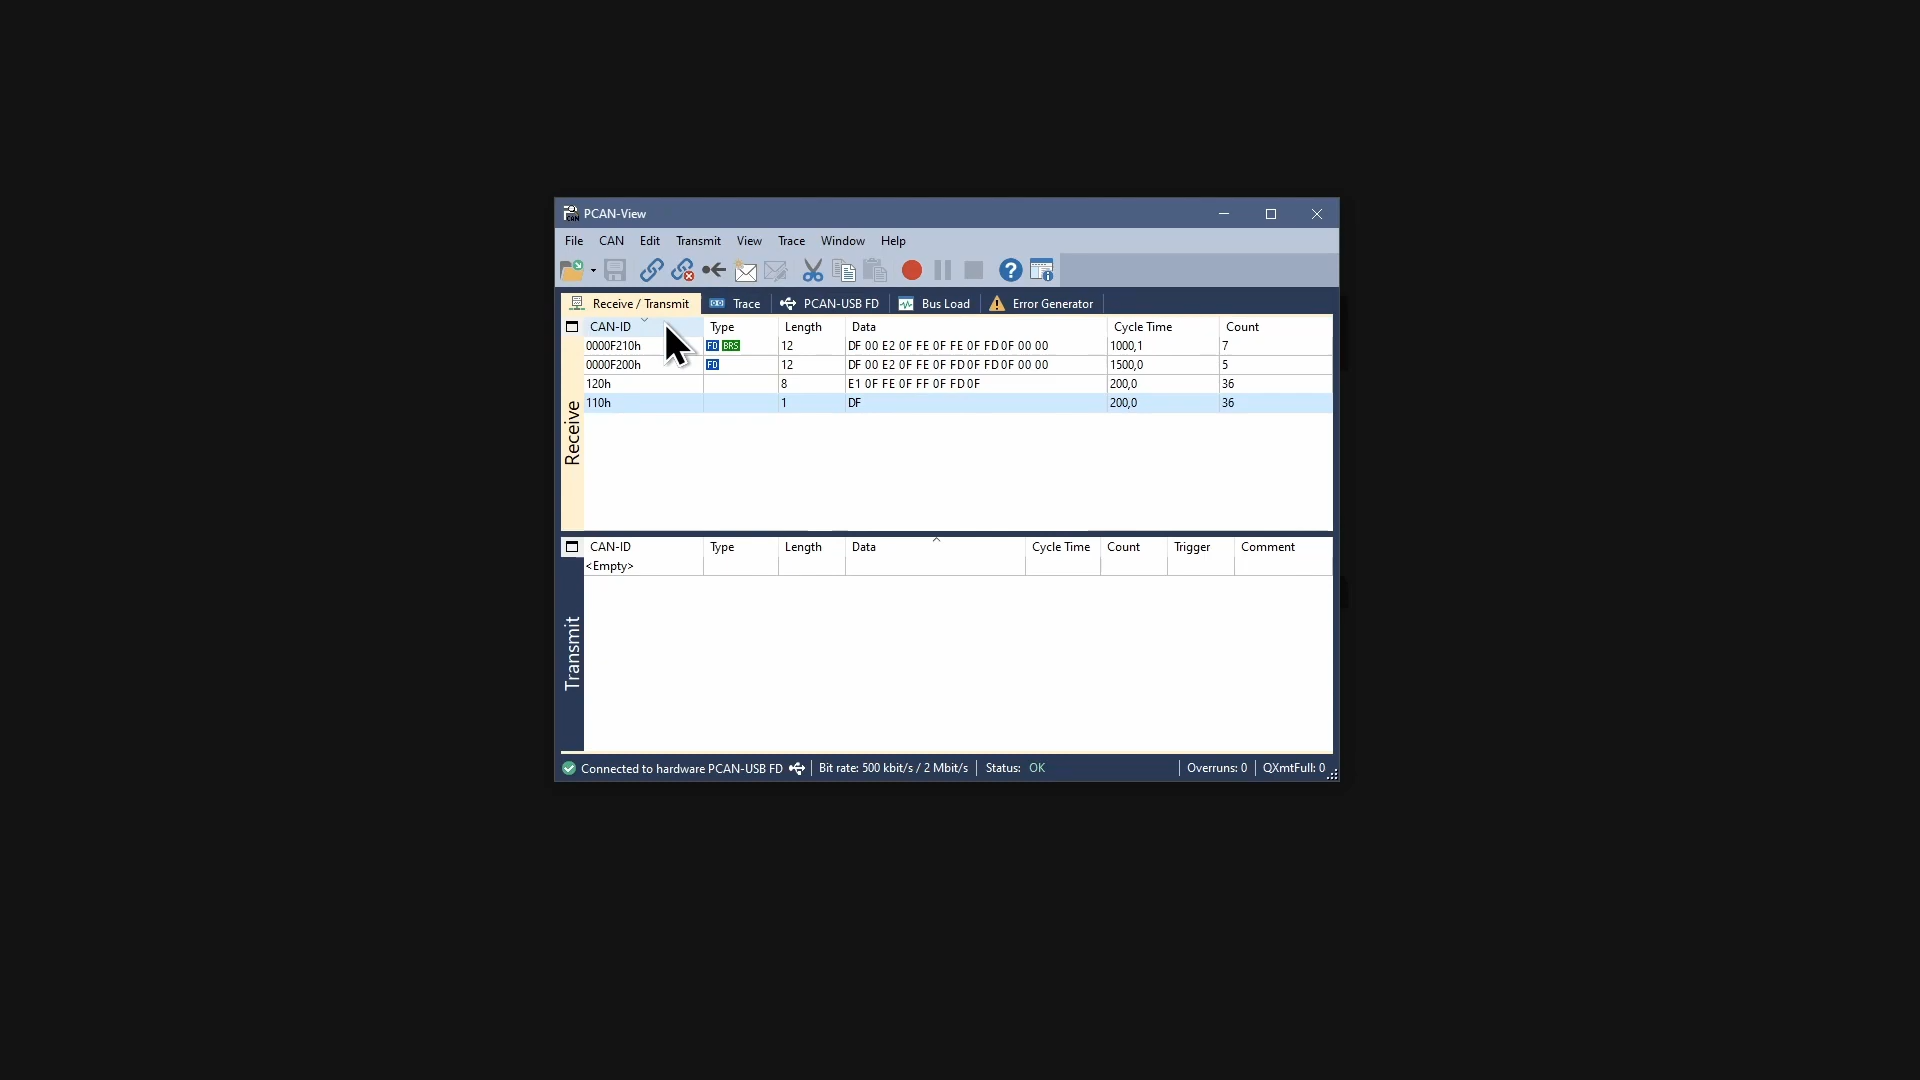 PCAN-View
File CAN Edit Transmit View Trace Window Help
Receive / Transmit Trace PCAN-USB FD Bus Load Error Generator
CAN-ID Type Length Data Cycle Time Count
0000F210h FD BRS 12 DF 00 E2 0F FE 0F FE 0F FD 0F 00 00 1000,1 7
0000F200h FD 12 DF 00 E2 0F FE 0F FD 0F FD 0F 00 00 1500,0 5
120h 8 E1 0F FE 0F FF 0F FD 0F 200,0 36
110h 1 DF 200,0 36
Receive
CAN-ID Type Length Data Cycle Time Count Trigger Comment
<Empty>
Transmit
Connected to hardware PCAN-USB FD Bit rate: 500 kbit/s / 2 Mbit/s Status: OK Overruns: 0 QXmtFull: 0